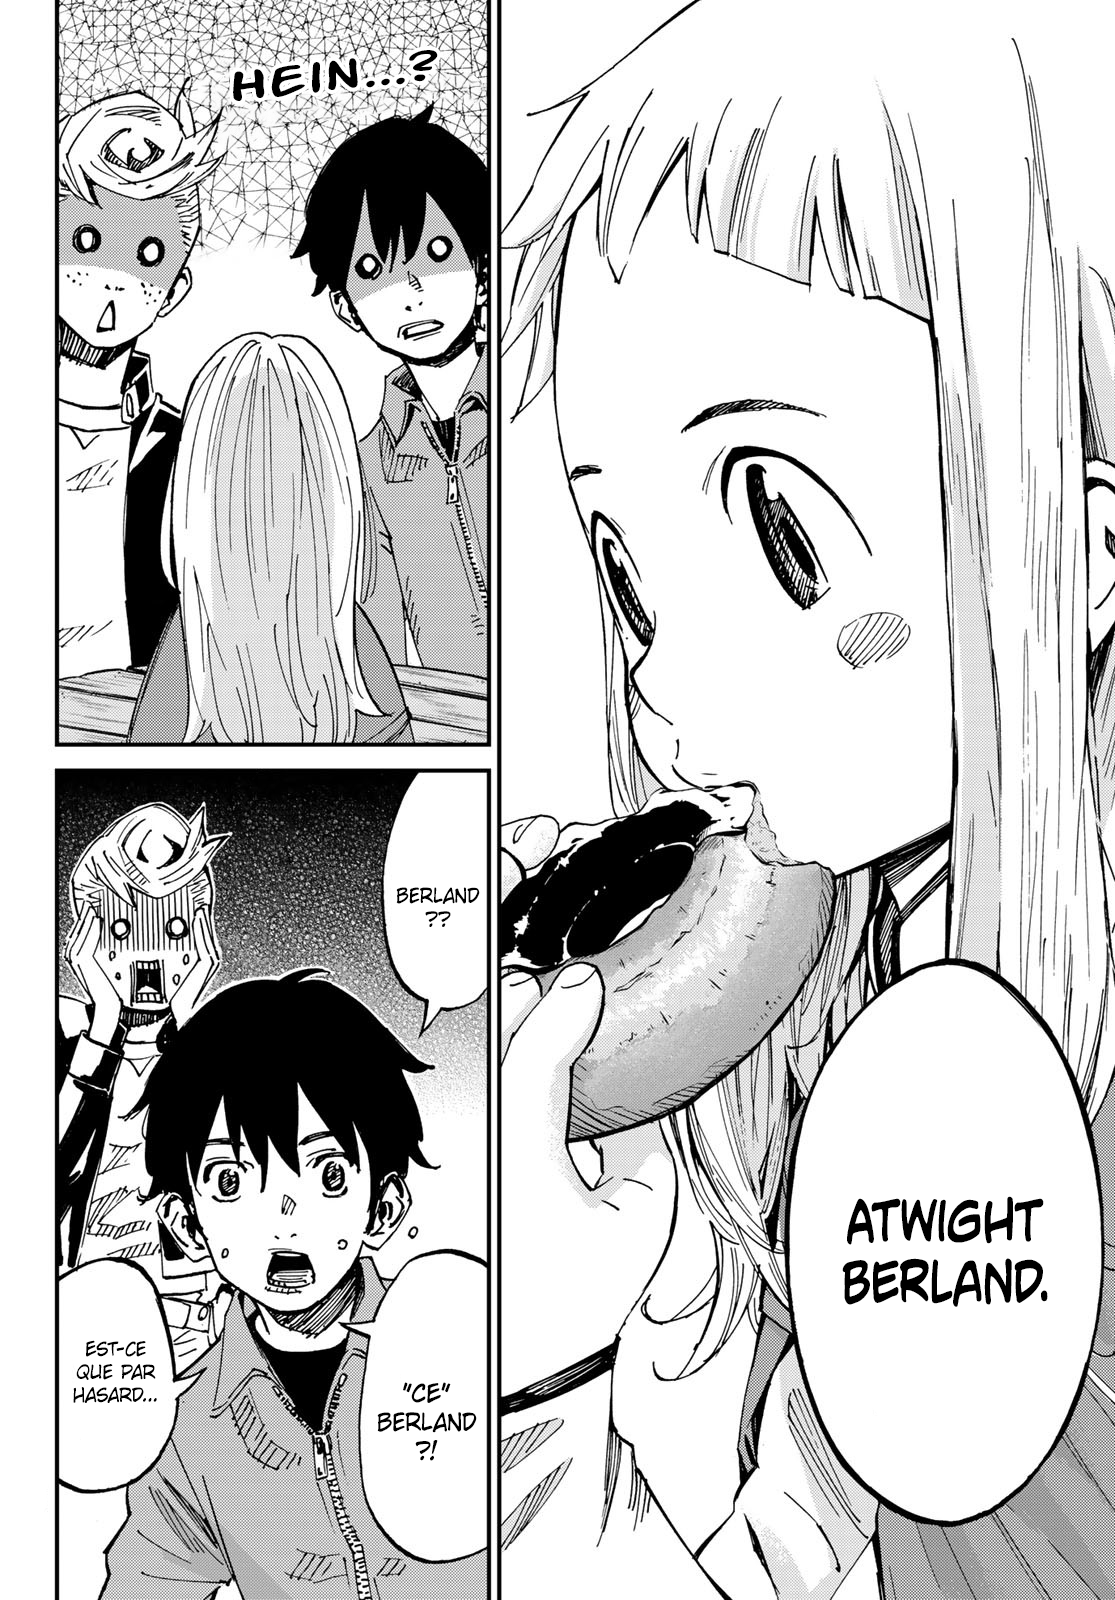 ATWIGHT
BERLAND.
HEIN...?
BERLAND
??
"CE"
BERLAND
?!
EST-CE
QUE PAR
HASARD...